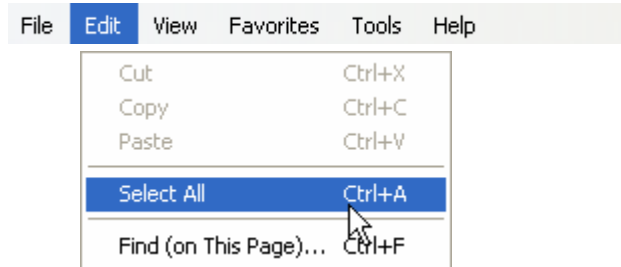 File Edit View Favorites Tools Help
Cut Ctrl+X
Copy Ctrl+C
Paste Ctrl+V
Select All Ctrl+A
Find (on This Page)... Ctrl+F